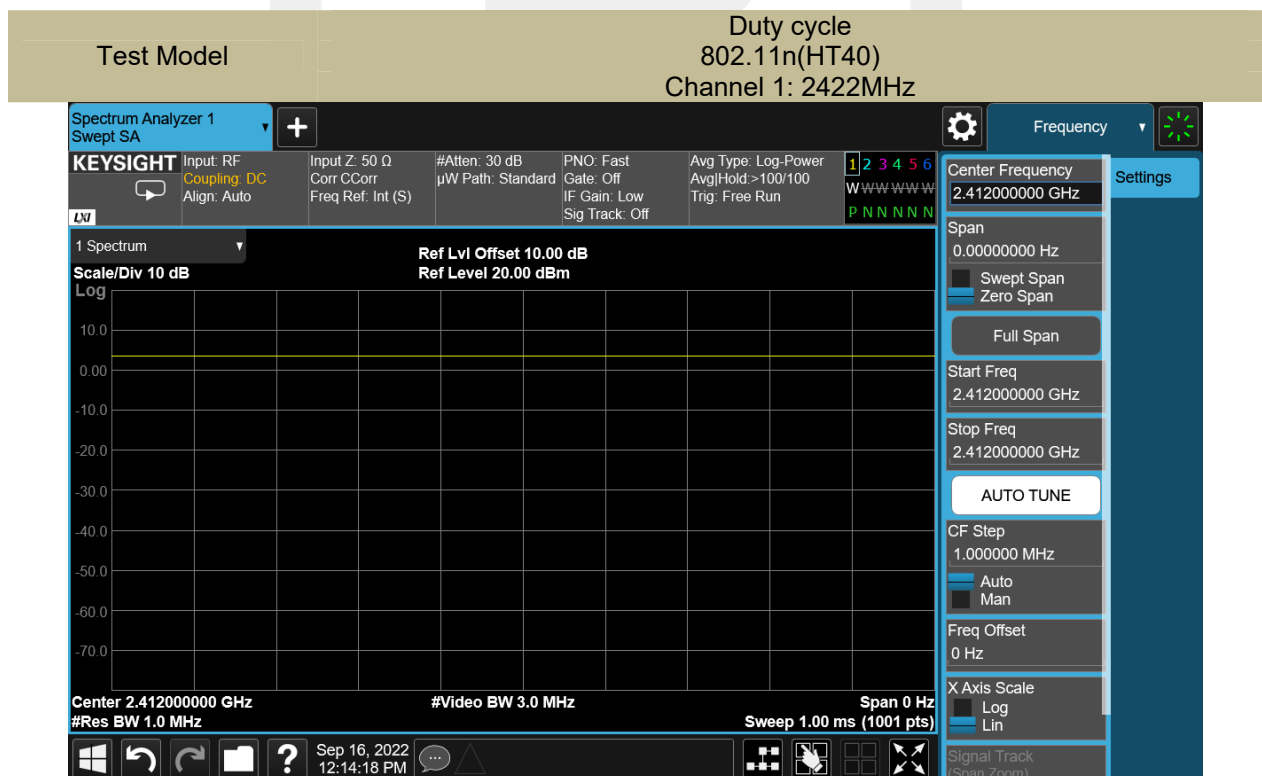 Test Model
Duty cycle
802.11n(HT40)
Channel 1: 2422MHz
Spectrum Analyzer 1
Swept SA
Frequency
KEYSIGHT
LXI
Input: RF
Coupling: DC
Align: Auto
Input Z: 50 Ω
Corr CCorr
Freq Ref: Int (S)
#Atten: 30 dB
µW Path: Standard
PNO: Fast
Gate: Off
IF Gain: Low
Sig Track: Off
Avg Type: Log-Power
Avg|Hold:>100/100
Trig: Free Run
1 2 3 4 5 6
W W W W W W
P N N N N N
1 Spectrum
Scale/Div 10 dB
Ref Lvl Offset 10.00 dB
Ref Level 20.00 dBm
Log
10.0
0.00
-10.0
-20.0
-30.0
-40.0
-50.0
-60.0
-70.0
Center 2.412000000 GHz
#Res BW 1.0 MHz
#Video BW 3.0 MHz
Span 0 Hz
Sweep 1.00 ms (1001 pts)
Sep 16, 2022
12:14:18 PM
Center Frequency
2.412000000 GHz
Settings
Span
0.00000000 Hz
Swept Span
Zero Span
Full Span
Start Freq
2.412000000 GHz
Stop Freq
2.412000000 GHz
AUTO TUNE
CF Step
1.000000 MHz
Auto
Man
Freq Offset
0 Hz
X Axis Scale
Log
Lin
Signal Track
(Span Zoom)